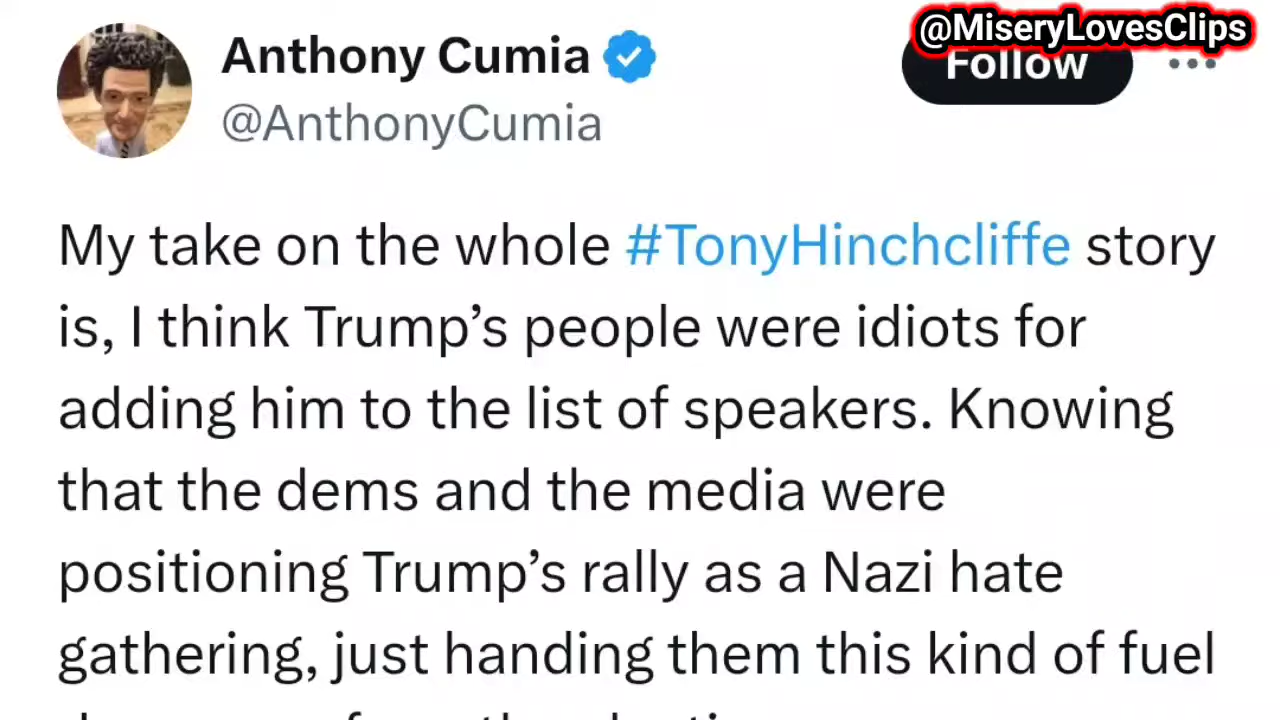 @MiseryLovesClips
Anthony Cumia
Follow
@AnthonyCumia
My take on the whole #TonyHinchcliffe story
is, I think Trump’s people were idiots for
adding him to the list of speakers. Knowing
that the dems and the media were
positioning Trump’s rally as a Nazi hate
gathering, just handing them this kind of fuel